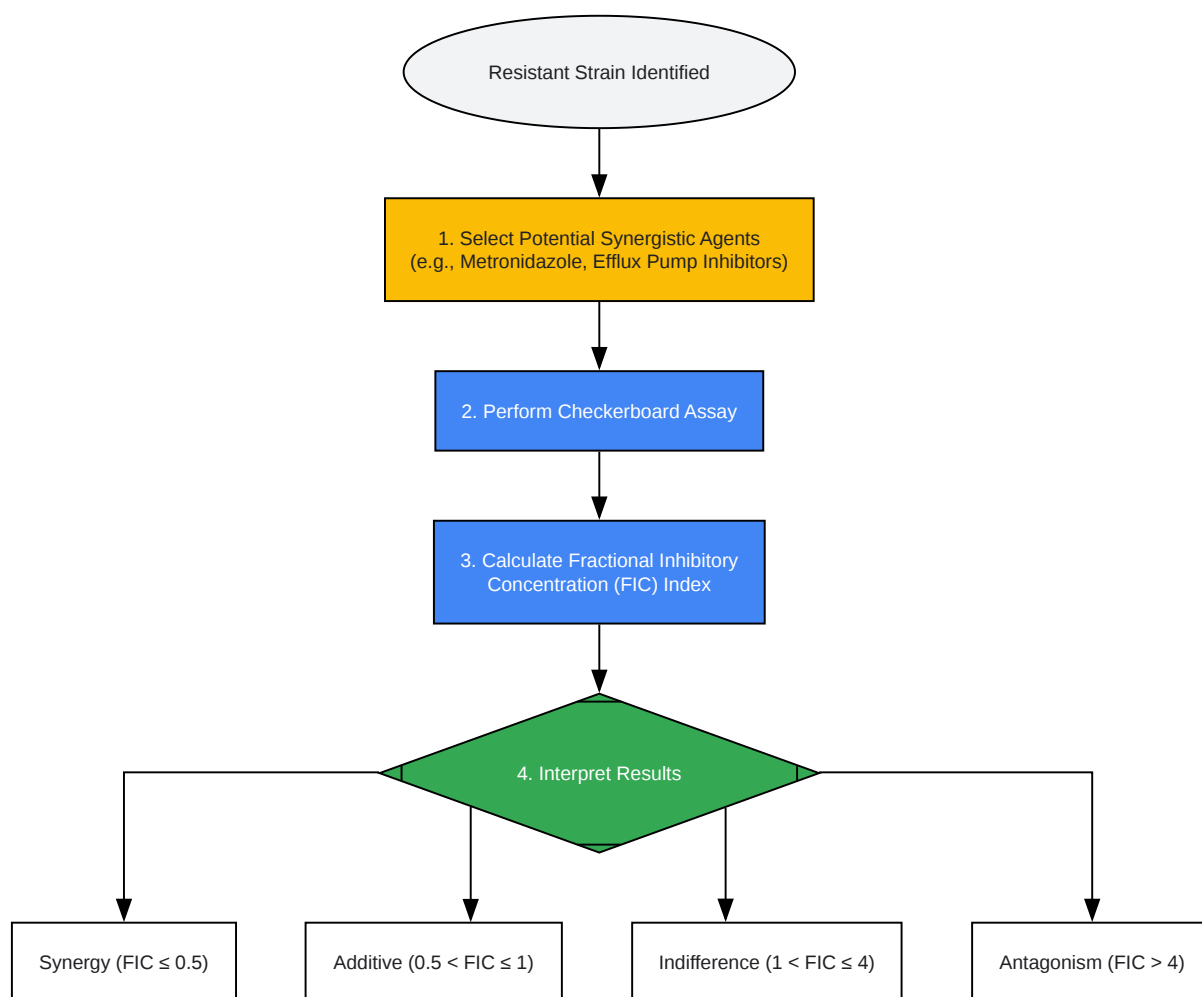 Resistant Strain Identified
1. Select Potential Synergistic Agents
(e.g., Metronidazole, Efflux Pump Inhibitors)
2. Perform Checkerboard Assay
3. Calculate Fractional Inhibitory
Concentration (FIC) Index
4. Interpret Results
Synergy (FIC ≤ 0.5)
Additive (0.5 < FIC ≤ 1)
Indifference (1 < FIC ≤ 4)
Antagonism (FIC > 4)